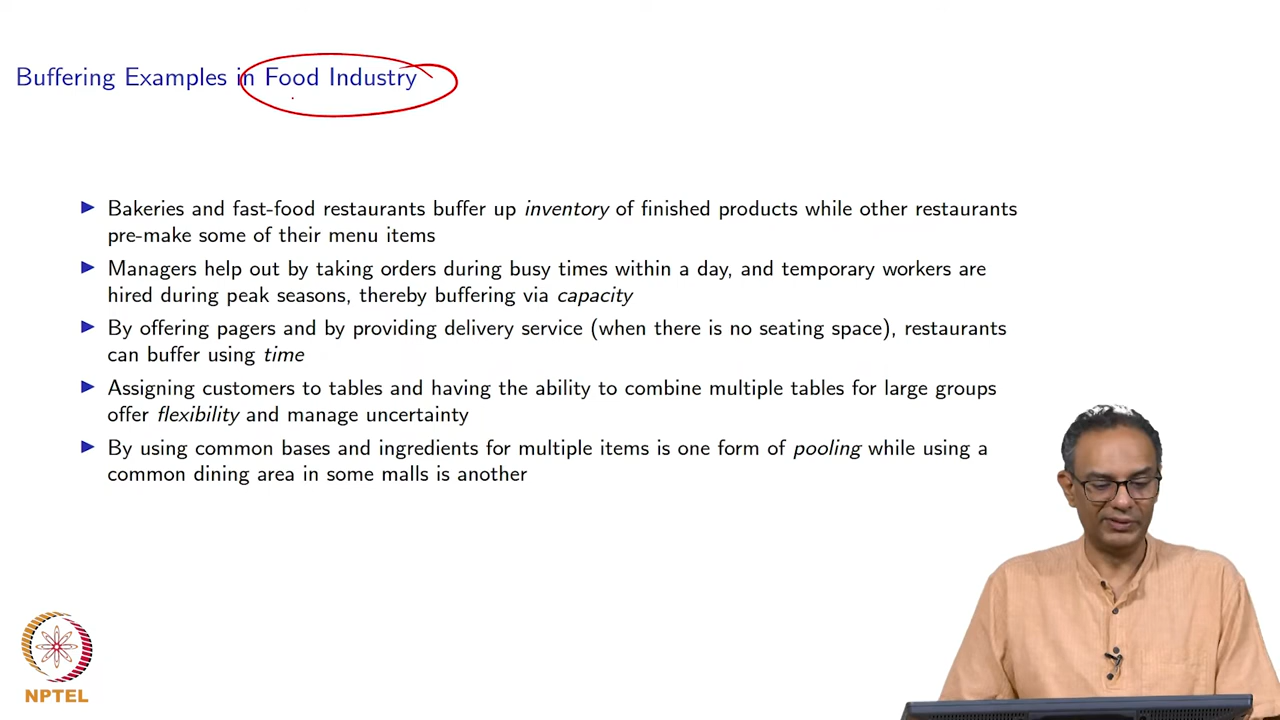 Buffering Examples in Food Industry
Bakeries and fast-food restaurants buffer up inventory of finished products while other restaurants
pre-make some of their menu items
Managers help out by taking orders during busy times within a day, and temporary workers are
hired during peak seasons, thereby buffering via capacity
By offering pagers and by providing delivery service (when there is no seating space), restaurants
can buffer using time
Assigning customers to tables and having the ability to combine multiple tables for large groups
offer flexibility and manage uncertainty
By using common bases and ingredients for multiple items is one form of pooling while using a
common dining area in some malls is another
NPTEL